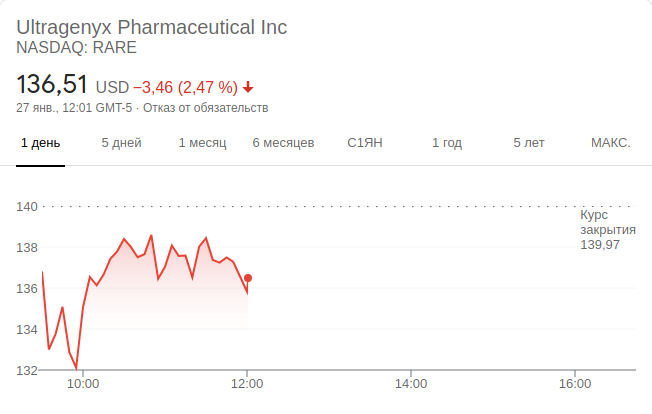 Ultragenyx Pharmaceutical Inc
NASDAQ: RARE
136,51 USD −3,46 (2,47 %)
27 янв., 12:01 GMT-5 · Отказ от обязательств
1 день 5 дней 1 месяц 6 месяцев С1ЯН 1 год 5 лет МАКС.
140
Курс
закрытия
139,97
138
136
134
132
10:00 12:00 14:00 16:00